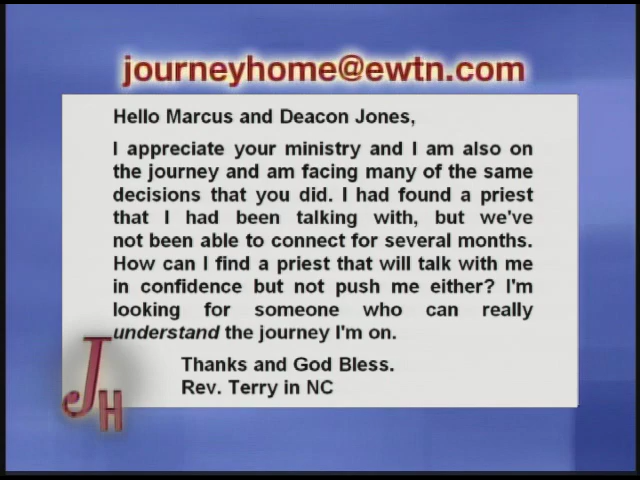 journeyhome@ewtn.com
Hello Marcus and Deacon Jones,
I appreciate your ministry and I am also on
the journey and am facing many of the same
decisions that you did. I had found a priest
that I had been talking with, but we've
not been able to connect for several months.
How can I find a priest that will talk with me
in confidence but not push me either? I'm
looking for someone who can really
understand the journey I'm on.
Thanks and God Bless.
Rev. Terry in NC
JH